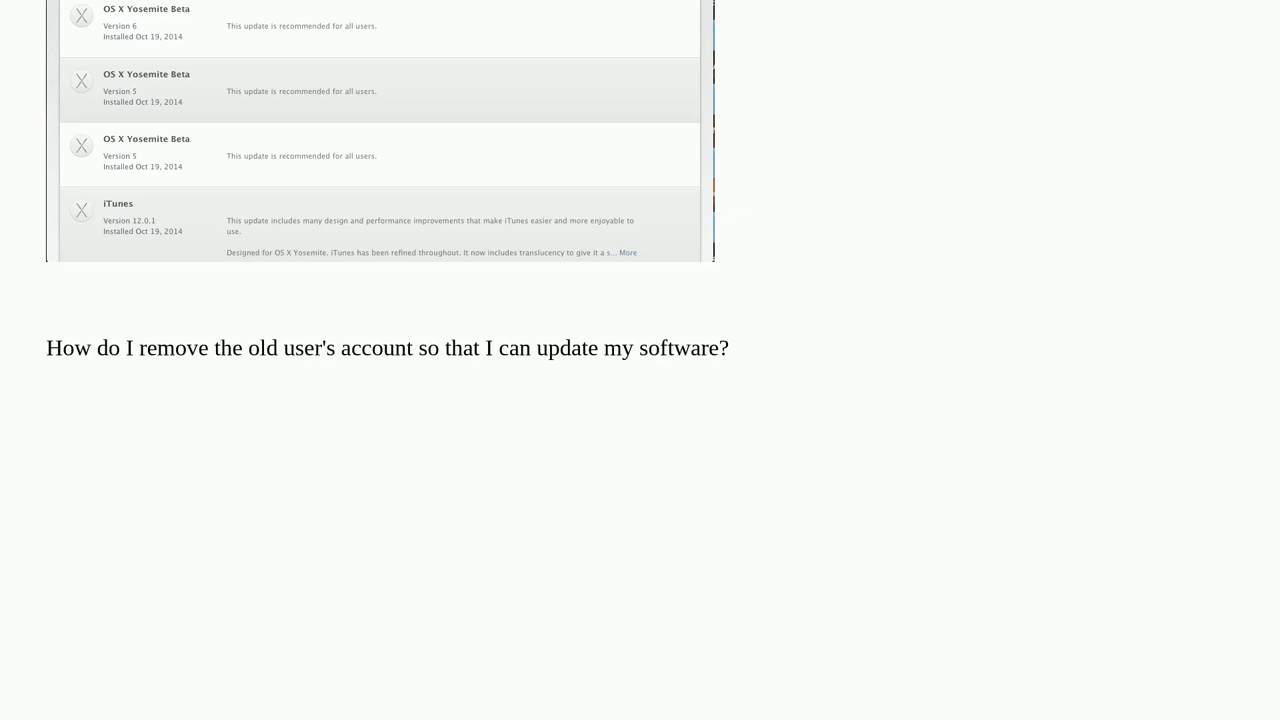 OS X Yosemite Beta
Version 6
This update is recommended for all users.
Installed Oct 19, 2014
OS X Yosemite Beta
Version 5
This update is recommended for all users.
Installed Oct 19, 2014
OS X Yosemite Beta
Version 5
This update is recommended for all users.
Installed Oct 19, 2014
iTunes
Version 12.0.1
This update includes many design and performance improvements that make iTunes easier and more enjoyable to
Installed Oct 19, 2014
use.
Designed for OS X Yosemite. iTunes has been refined throughout. It now includes translucency to give it a s... More
How do I remove the old user's account so that I can update my software?